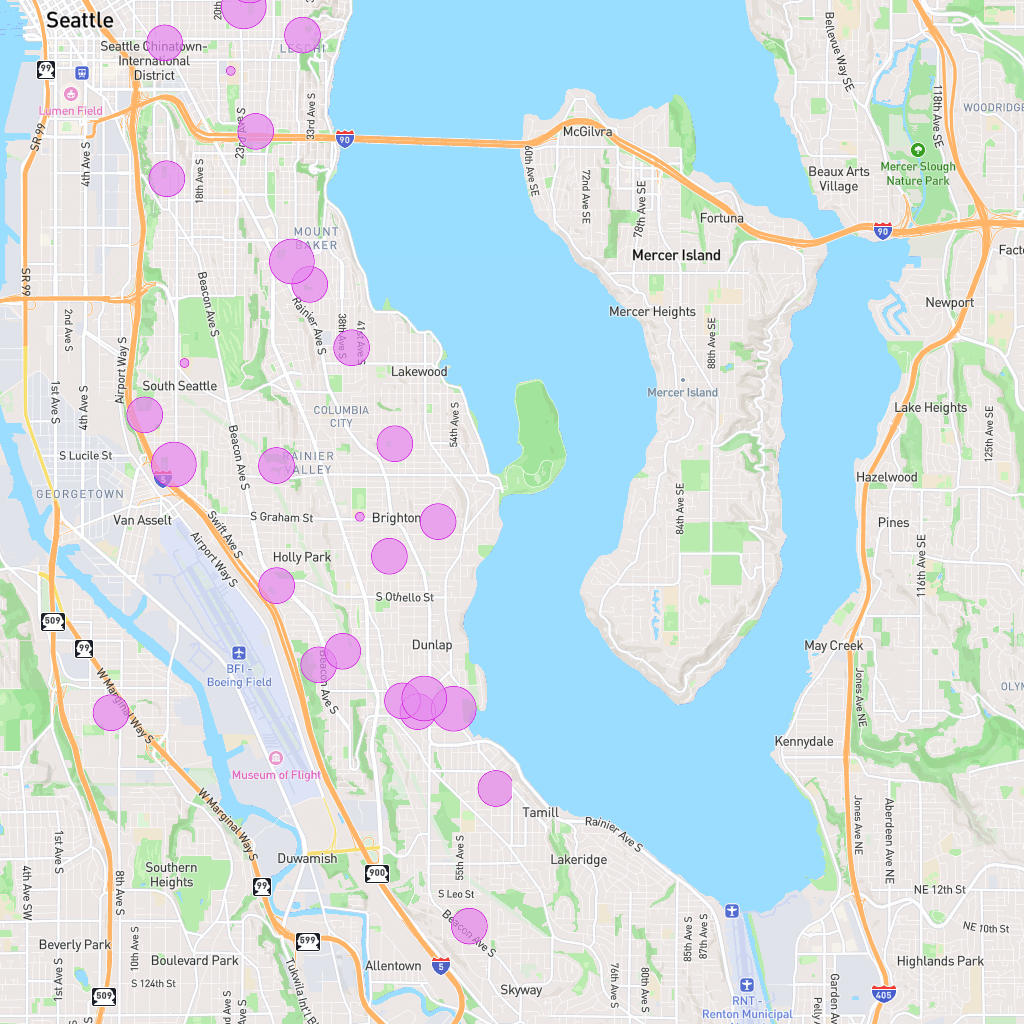 Seattle
20th
Bellevue Way SE
118th Ave SE
LESCHI
Seattle Chinatown-
International
District
99
Lumen Field
SR 99
4th Ave S
33rd Ave S
23rd Ave S
90
McGilvra
WOODRIDGE
Mercer Slough
Nature Park
Beaux Arts
Village
18th Ave S
60th Ave SE
72nd Ave SE
78th Ave SE
Fortuna
90
MOUNT
BAKER
Mercer Island
Facto
SR 99
Beacon Ave S
Rainier Ave S
38th Ave S
41st Ave S
Mercer Heights
Newport
2nd Ave S
Airport Way S
88th Ave SE
Lakewood
South Seattle
Mercer Island
1st Ave S
4th Ave S
COLUMBIA
CITY
54th Ave S
Lake Heights
125th Ave SE
Beacon Ave S
S Lucile St
RAINIER
VALLEY
5
Hazelwood
GEORGETOWN
84th Ave SE
Van Asselt
S Graham St
Brighton
Pines
Swift Ave S
Airport Way S
Holly Park
116th Ave SE
S Othello St
509
99
Dunlap
May Creek
BFI -
Boeing Field
Beacon Ave S
W Marginal Way S
Jones Ave NE
OLYM
Kennydale
Museum of Flight
W Marginal Way S
Tamill
Rainier Ave S
Jones Ave NE
Aberdeen Ave NE
1st Ave S
4th Ave SW
8th Ave S
Southern
Heights
Duwamish
55th Ave S
Lakeridge
900
99
S Leo St
NE 12th St
NE 10th St
Beacon Ave S
599
85th Ave S
87th Ave S
Beverly Park
10th Ave S
Boulevard Park
Allentown
5
Highlands Park
1st Ave S
S 124th St
509
Tukwila Int'l B
76th Ave S
80th Ave S
Skyway
RNT -
Renton Municipal
405
Garden Av
Pelly Av